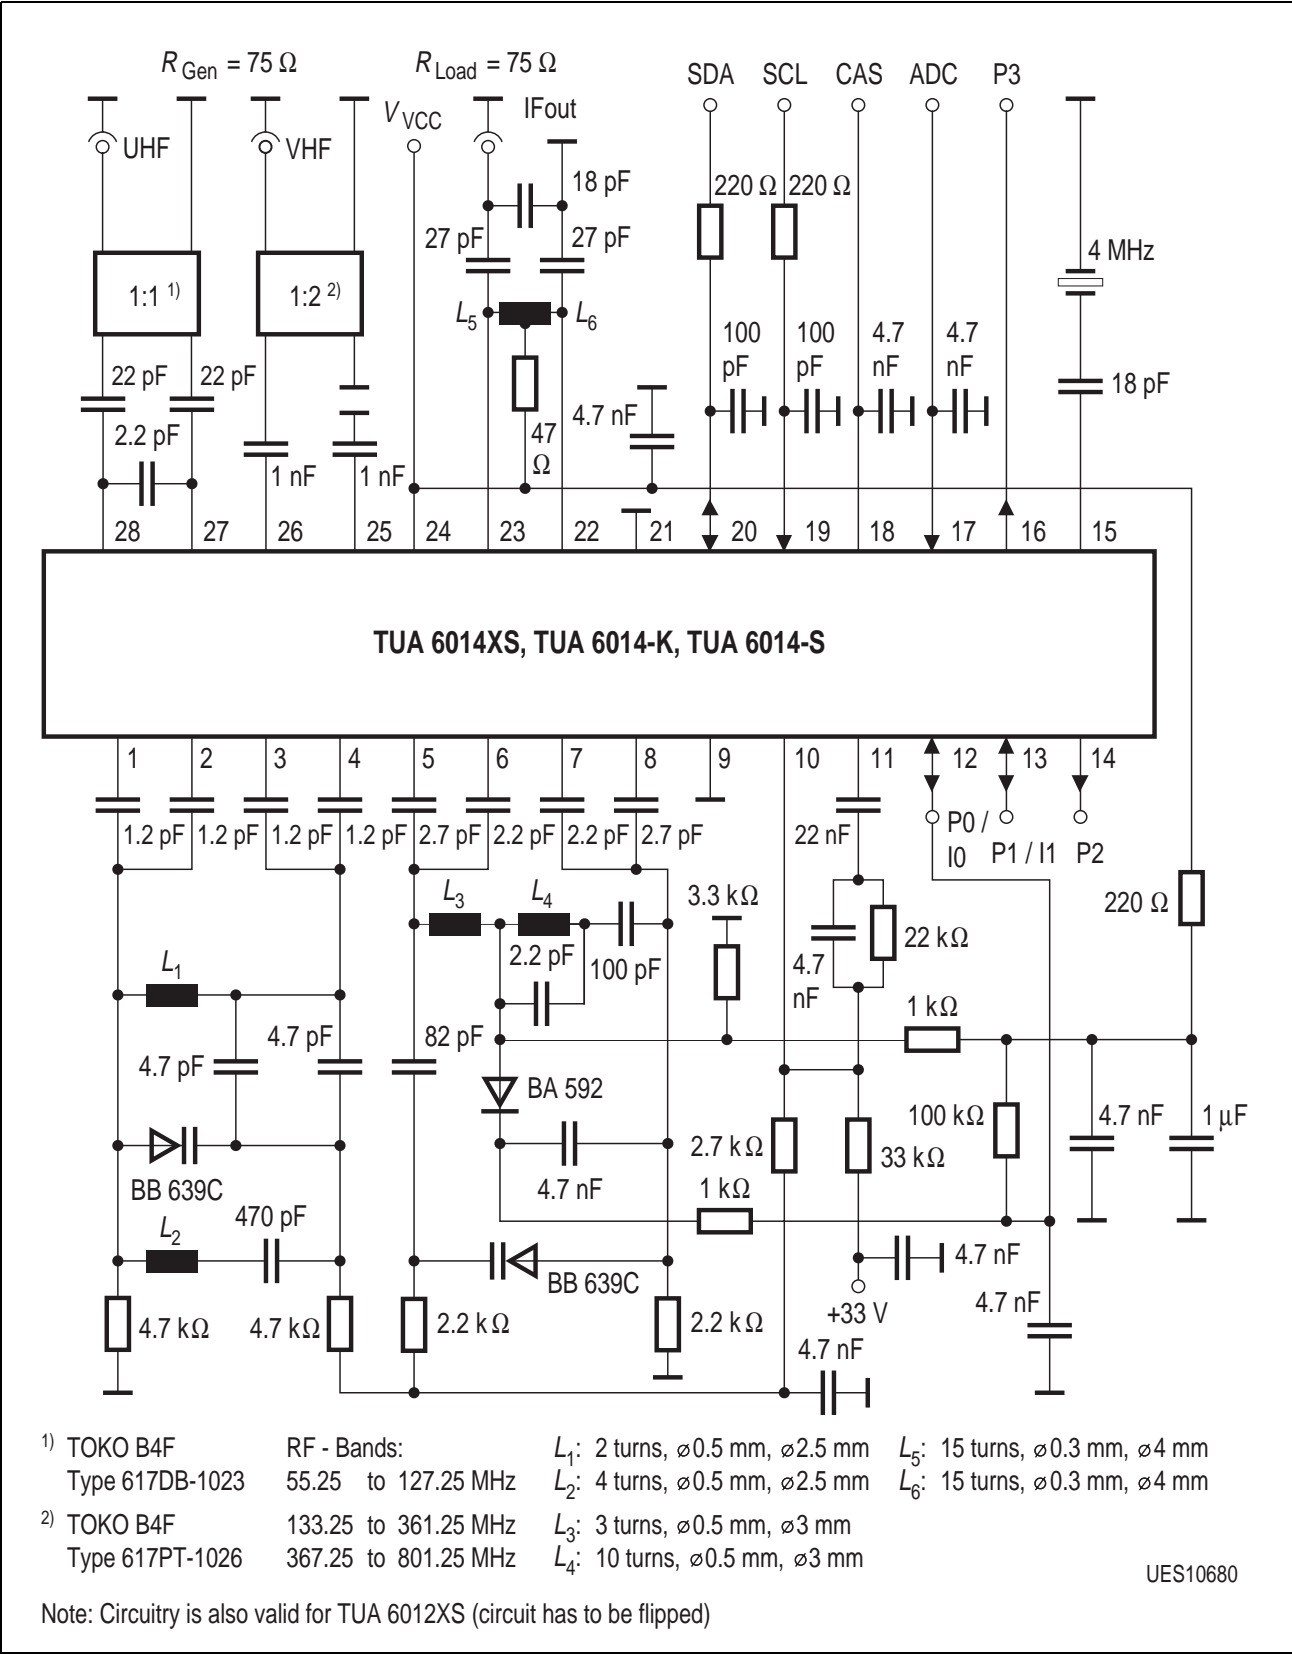 R Gen = 75 Ω
R Load = 75 Ω
SDA
SCL
CAS
ADC
P3
V VCC
IFout
UHF
VHF
18 pF
220 Ω
220 Ω
27 pF
27 pF
4 MHz
1:1 1)
1:2 2)
L5
L6
100 pF
100 pF
4.7 nF
4.7 nF
22 pF
22 pF
18 pF
4.7 nF
2.2 pF
47 Ω
1 nF
1 nF
28
27
26
25
24
23
22
21
20
19
18
17
16
15
TUA 6014XS, TUA 6014-K, TUA 6014-S
1
2
3
4
5
6
7
8
9
10
11
12
13
14
1.2 pF
1.2 pF
1.2 pF
1.2 pF
2.7 pF
2.2 pF
2.2 pF
2.7 pF
22 nF
P0 /
I0
P1 / I1
P2
L3
L4
3.3 kΩ
220 Ω
22 kΩ
2.2 pF
100 pF
4.7 nF
L1
1 kΩ
4.7 pF
82 pF
4.7 pF
BA 592
100 kΩ
4.7 nF
1 µF
2.7 kΩ
33 kΩ
BB 639C
4.7 nF
1 kΩ
470 pF
L2
4.7 nF
BB 639C
4.7 nF
+33 V
4.7 kΩ
4.7 kΩ
2.2 kΩ
2.2 kΩ
4.7 nF
1) TOKO B4F
Type 617DB-1023
2) TOKO B4F
Type 617PT-1026
RF - Bands:
55.25 to 127.25 MHz
133.25 to 361.25 MHz
367.25 to 801.25 MHz
L1: 2 turns, ⌀0.5 mm, ⌀2.5 mm
L2: 4 turns, ⌀0.5 mm, ⌀2.5 mm
L3: 3 turns, ⌀0.5 mm, ⌀3 mm
L4: 10 turns, ⌀0.5 mm, ⌀3 mm
L5: 15 turns, ⌀0.3 mm, ⌀4 mm
L6: 15 turns, ⌀0.3 mm, ⌀4 mm
UES10680
Note: Circuitry is also valid for TUA 6012XS (circuit has to be flipped)